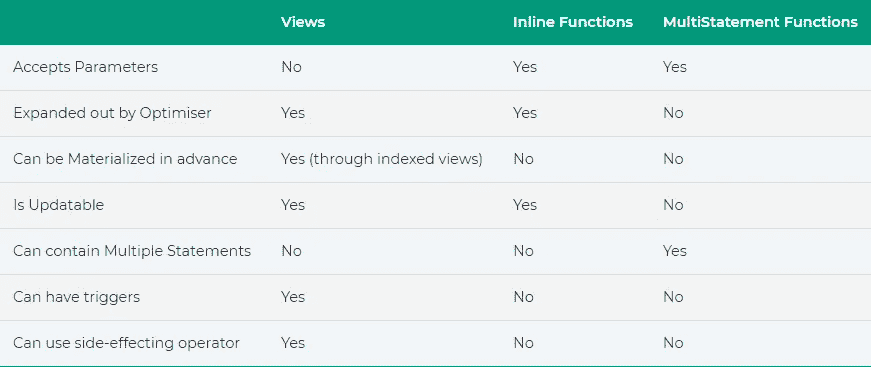 Views Inline Functions MultiStatement Functions
Accepts Parameters No Yes Yes
Expanded out by Optimiser Yes Yes No
Can be Materialized in advance Yes (through indexed views) No No
Is Updatable Yes Yes No
Can contain Multiple Statements No No Yes
Can have triggers Yes No No
Can use side-effecting operator Yes No No